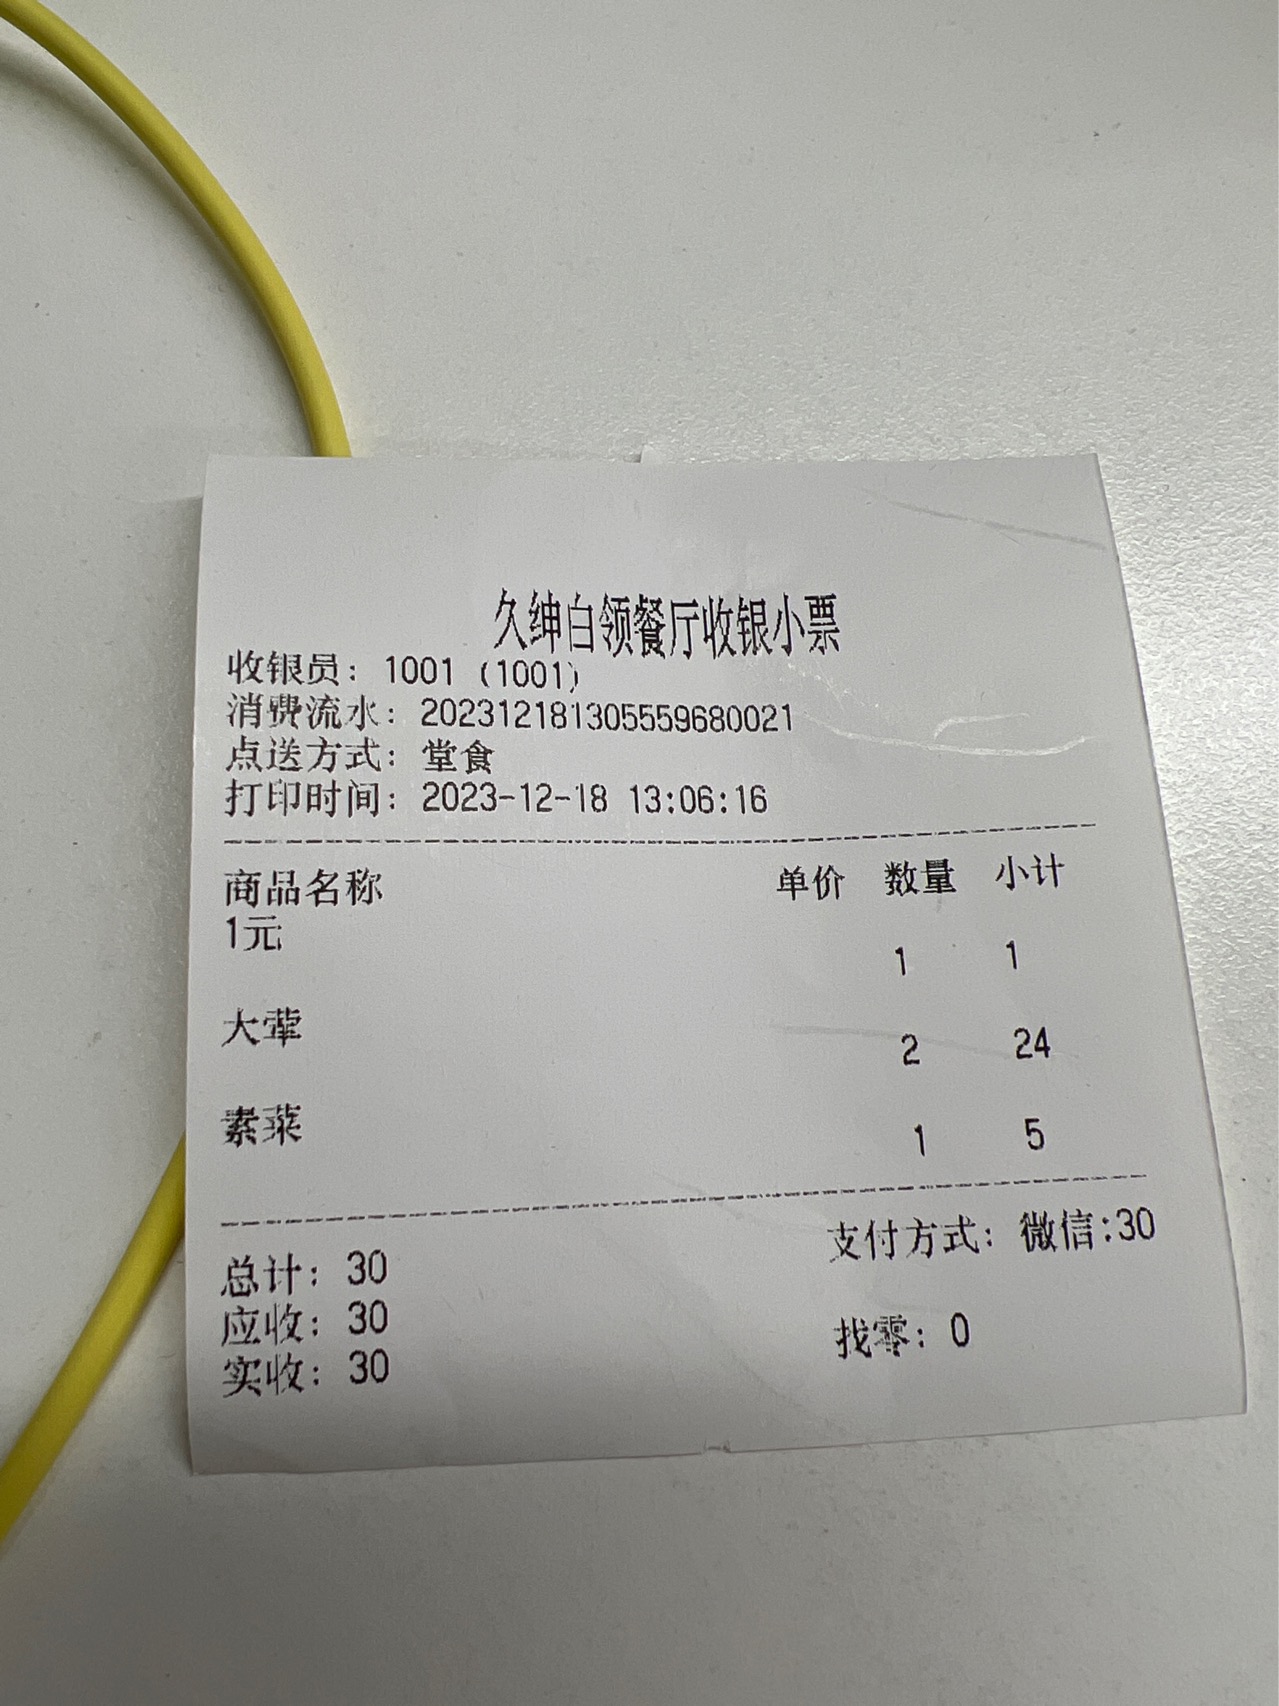 久绅白领餐厅收银小票
收银员: 1001 (1001)
消费流水: 202312181305559680021
点送方式: 堂食
打印时间: 2023-12-18 13:06:16
商品名称 单价 数量 小计
1元
1 1
大荤
2 24
素菜
1 5
支付方式: 微信:30
总计: 30
应收: 30
找零: 0
实收: 30